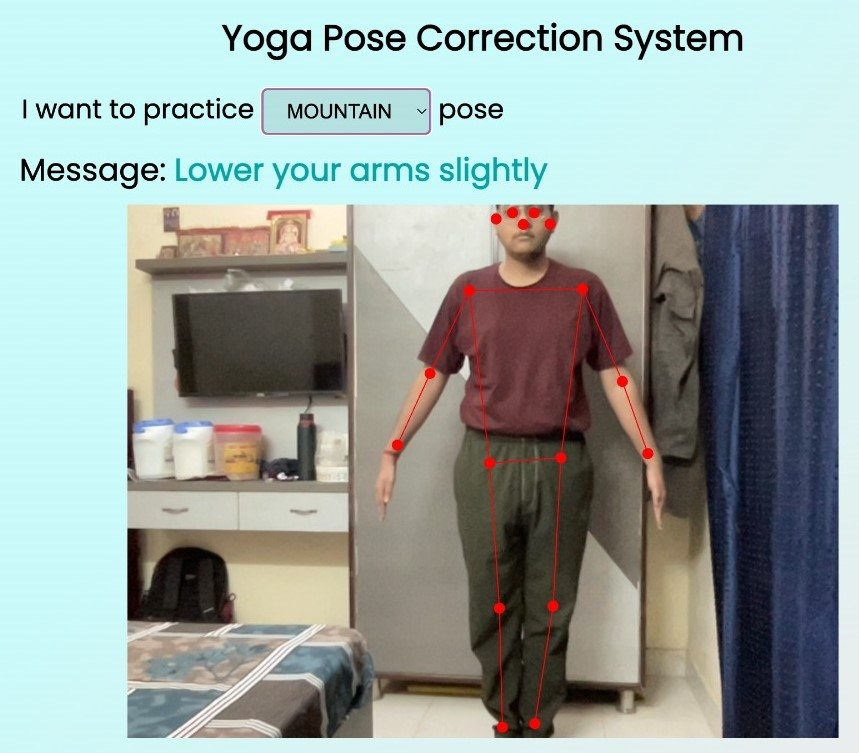 Yoga Pose Correction System
I want to practice MOUNTAIN pose
Message: Lower your arms slightly